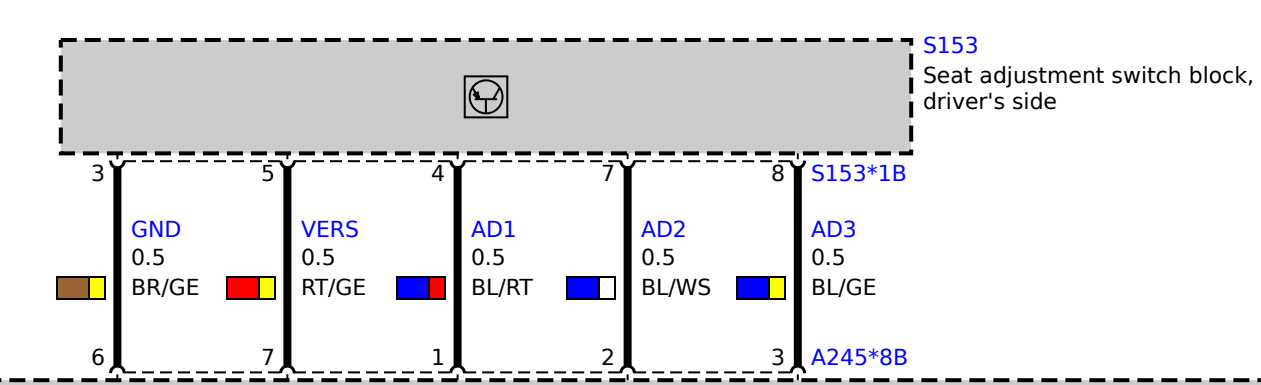 S153
Seat adjustment switch block,
driver's side
3 5 4 7 8 S153*1B
GND VERS AD1 AD2 AD3
0.5 0.5 0.5 0.5 0.5
BR/GE RT/GE BL/RT BL/WS BL/GE
6 7 1 2 3 A245*8B